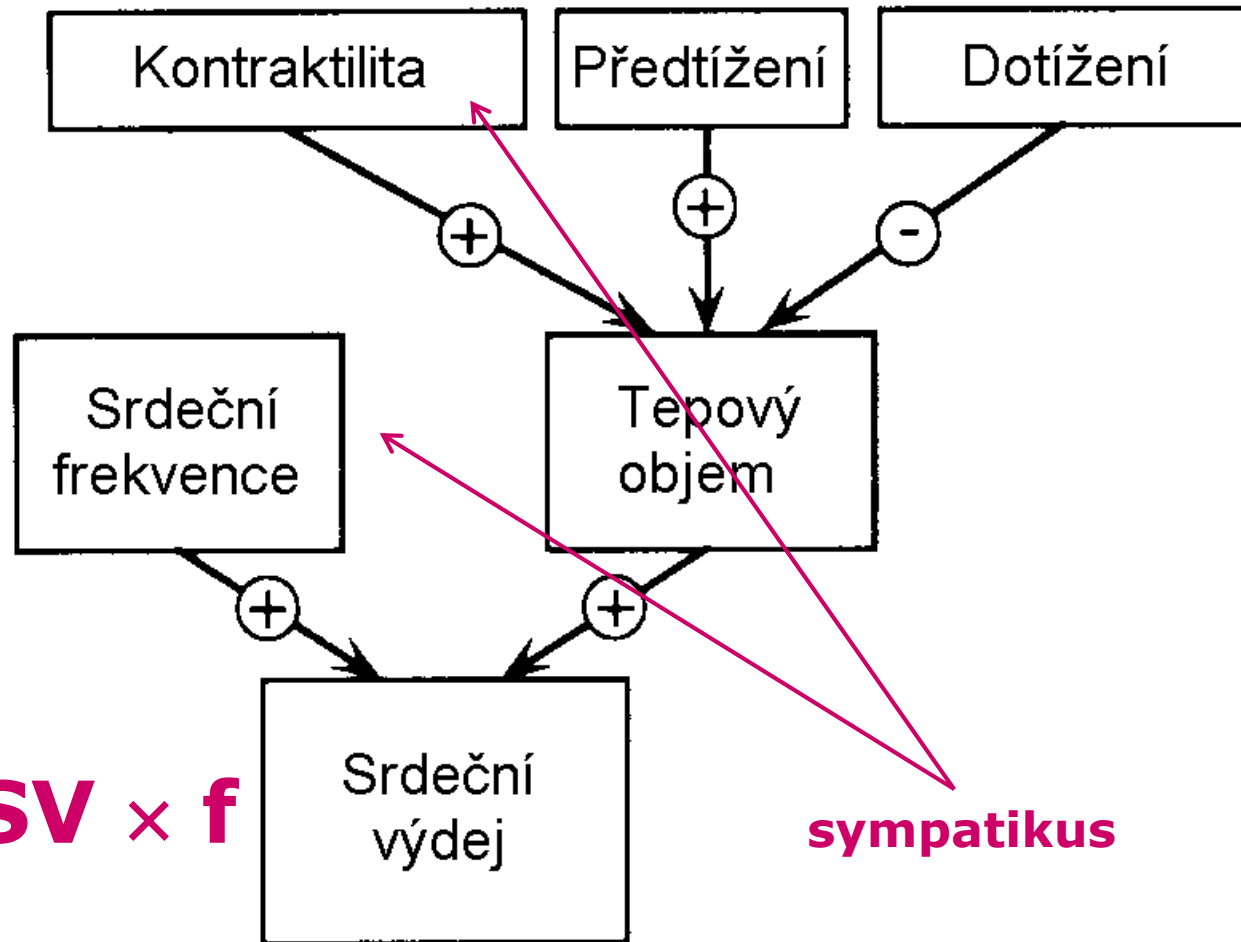 Kontraktilita
Předtížení
Dotížení
+
+
-
Srdeční
frekvence
Tepový
objem
+
+
Srdeční
výdej
SV × f
sympatikus